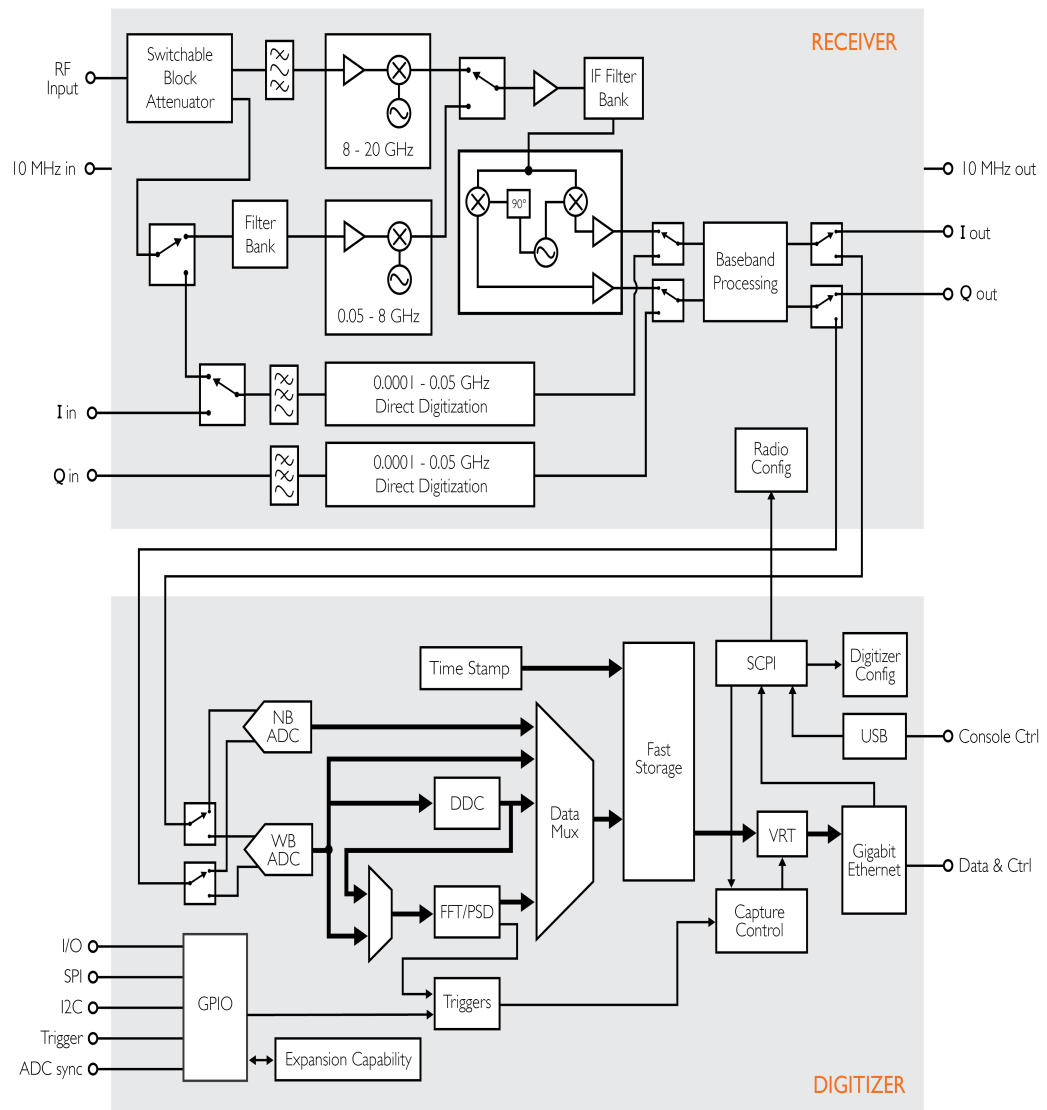 RECEIVER
RF
Input
Switchable
Block
Attenuator
8 - 20 GHz
IF Filter
Bank
10 MHz in
10 MHz out
90°
Filter
Bank
0.05 - 8 GHz
Baseband
Processing
I out
Q out
I in
0.0001 - 0.05 GHz
Direct Digitization
Q in
0.0001 - 0.05 GHz
Direct Digitization
Radio
Config
Time Stamp
SCPI
Digitizer
Config
NB
ADC
Fast
Storage
USB
Console Ctrl
DDC
Data
Mux
WB
ADC
VRT
Gigabit
Ethernet
Data & Ctrl
FFT/PSD
Capture
Control
I/O
SPI
I2C
Trigger
ADC sync
GPIO
Triggers
Expansion Capability
DIGITIZER